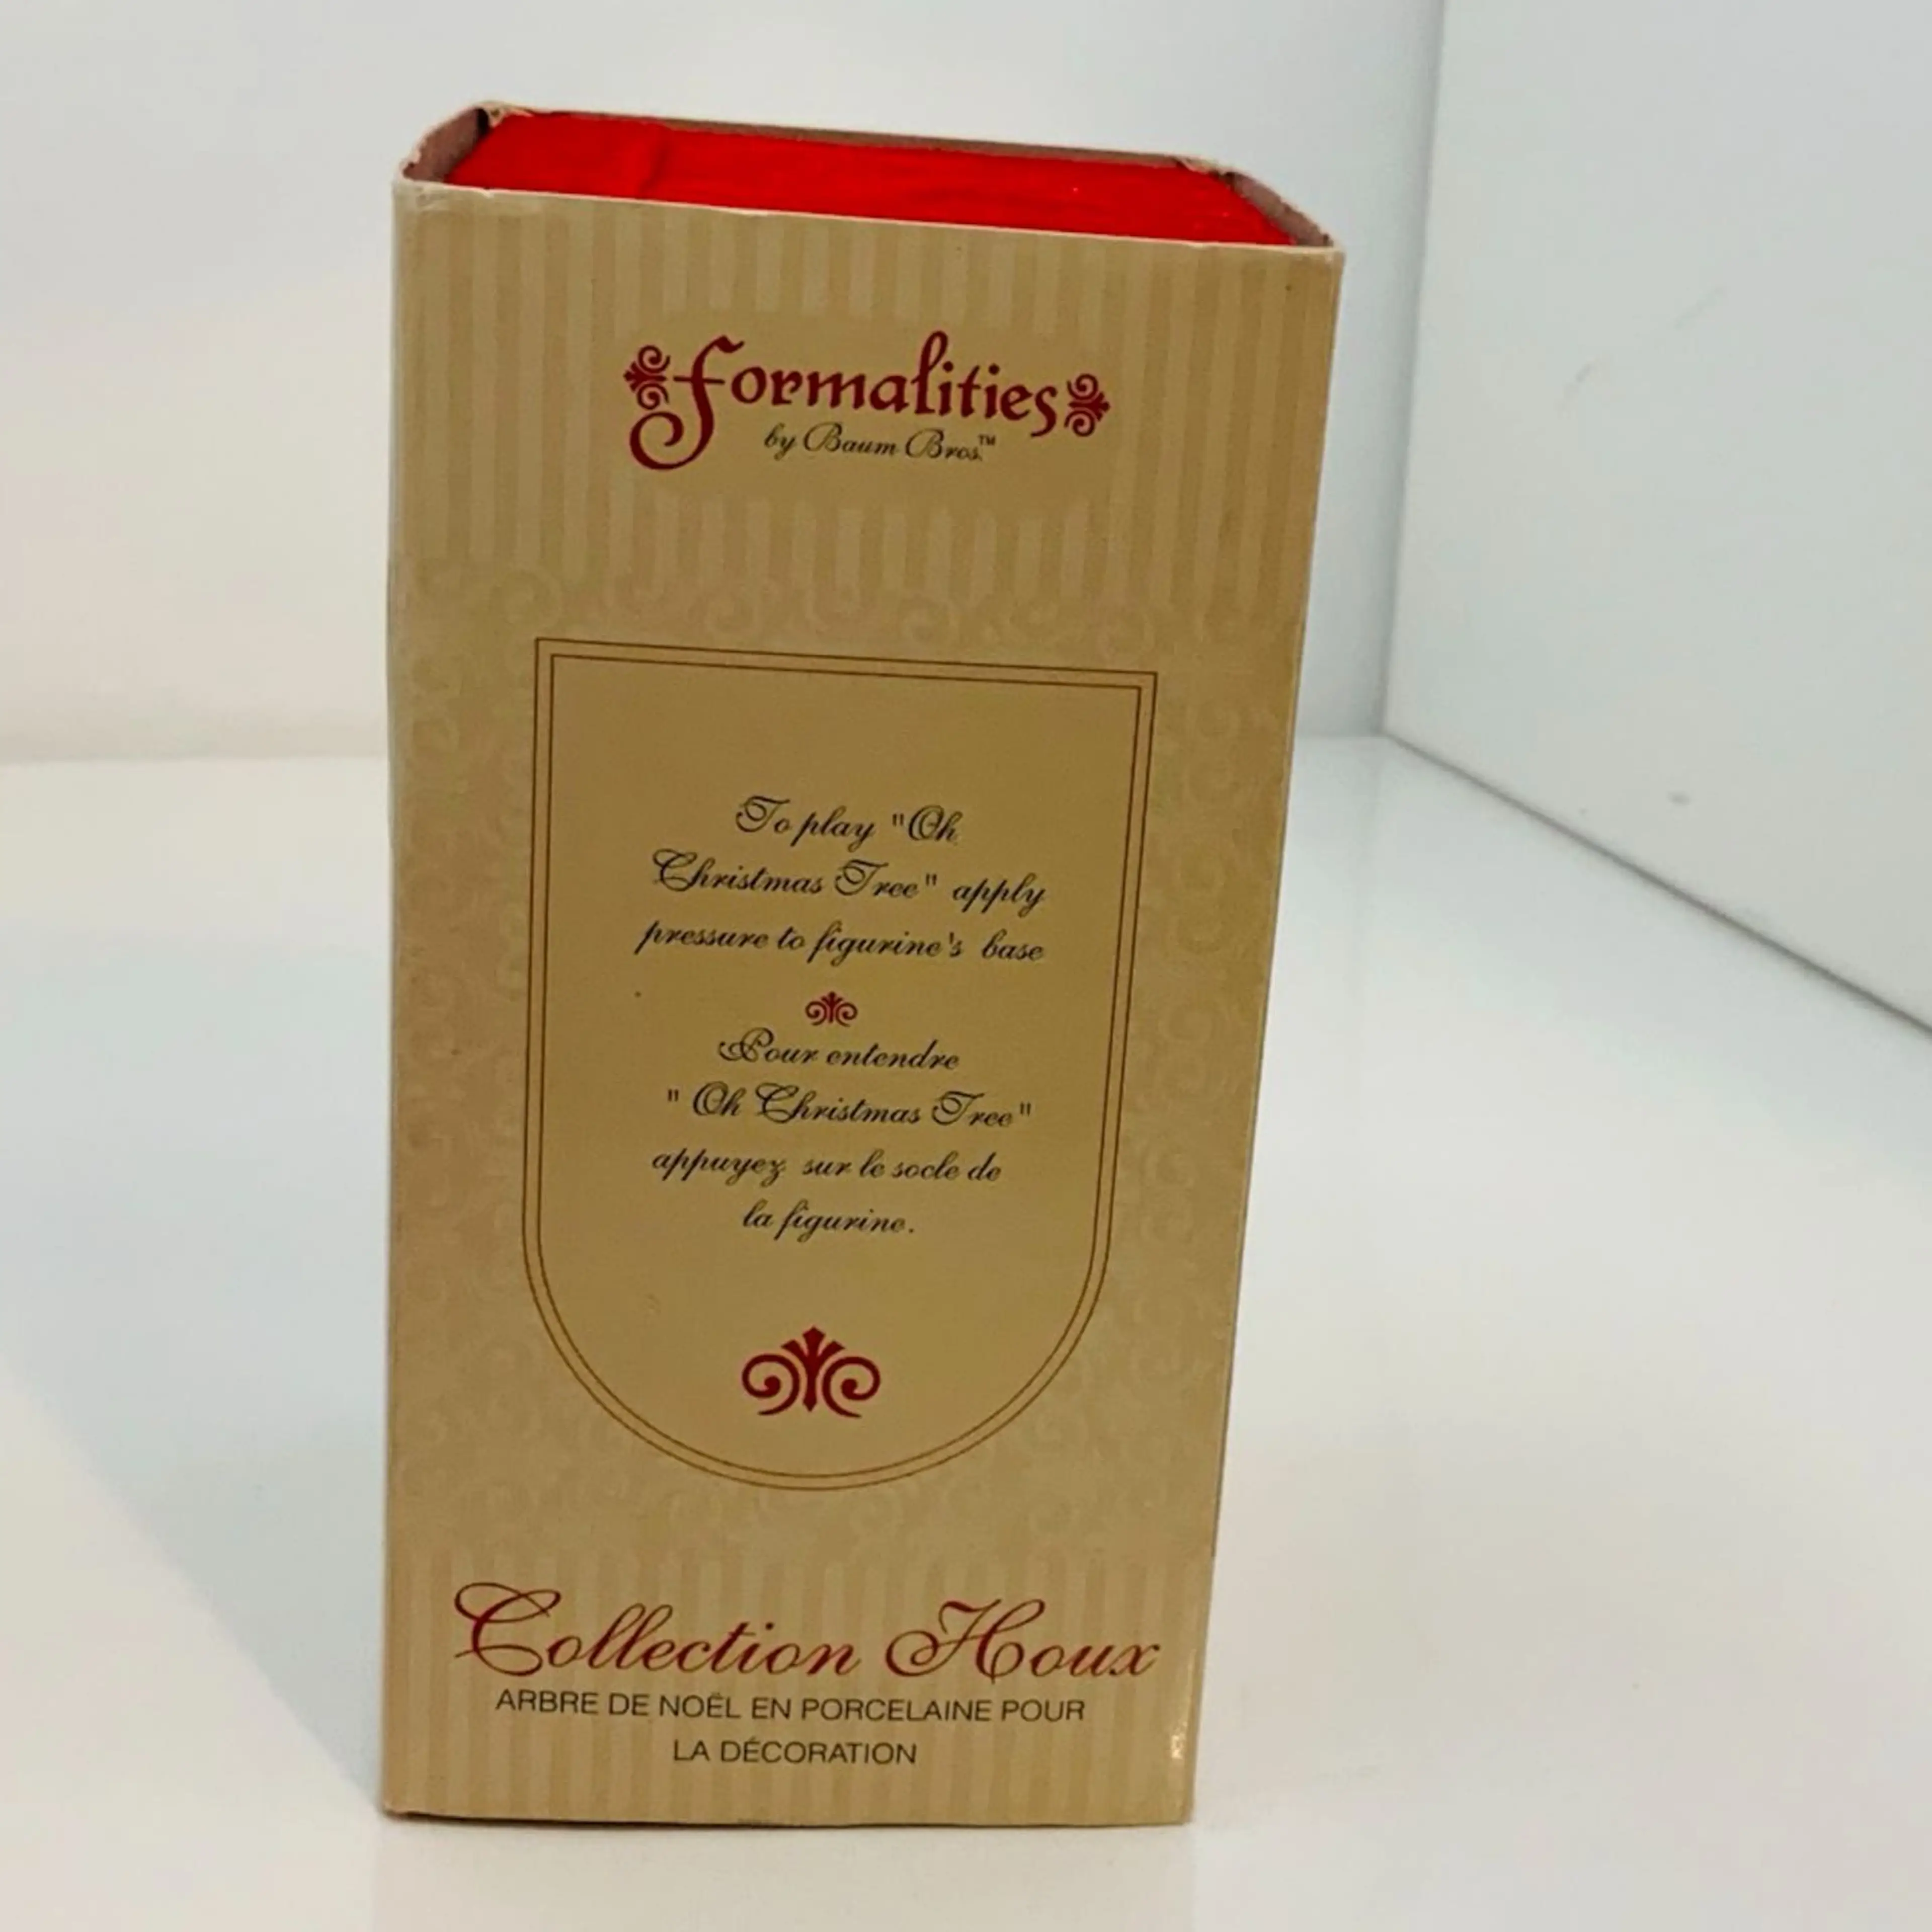 formalities
by Baum Bros.™
To play "Oh
Christmas Tree" apply
pressure to figurine's base
Pour entendre
" Oh Christmas Tree"
appuyez sur le socle de
la figurine.
Collection Houx
ARBRE DE NOËL EN PORCELAINE POUR
LA DÉCORATION